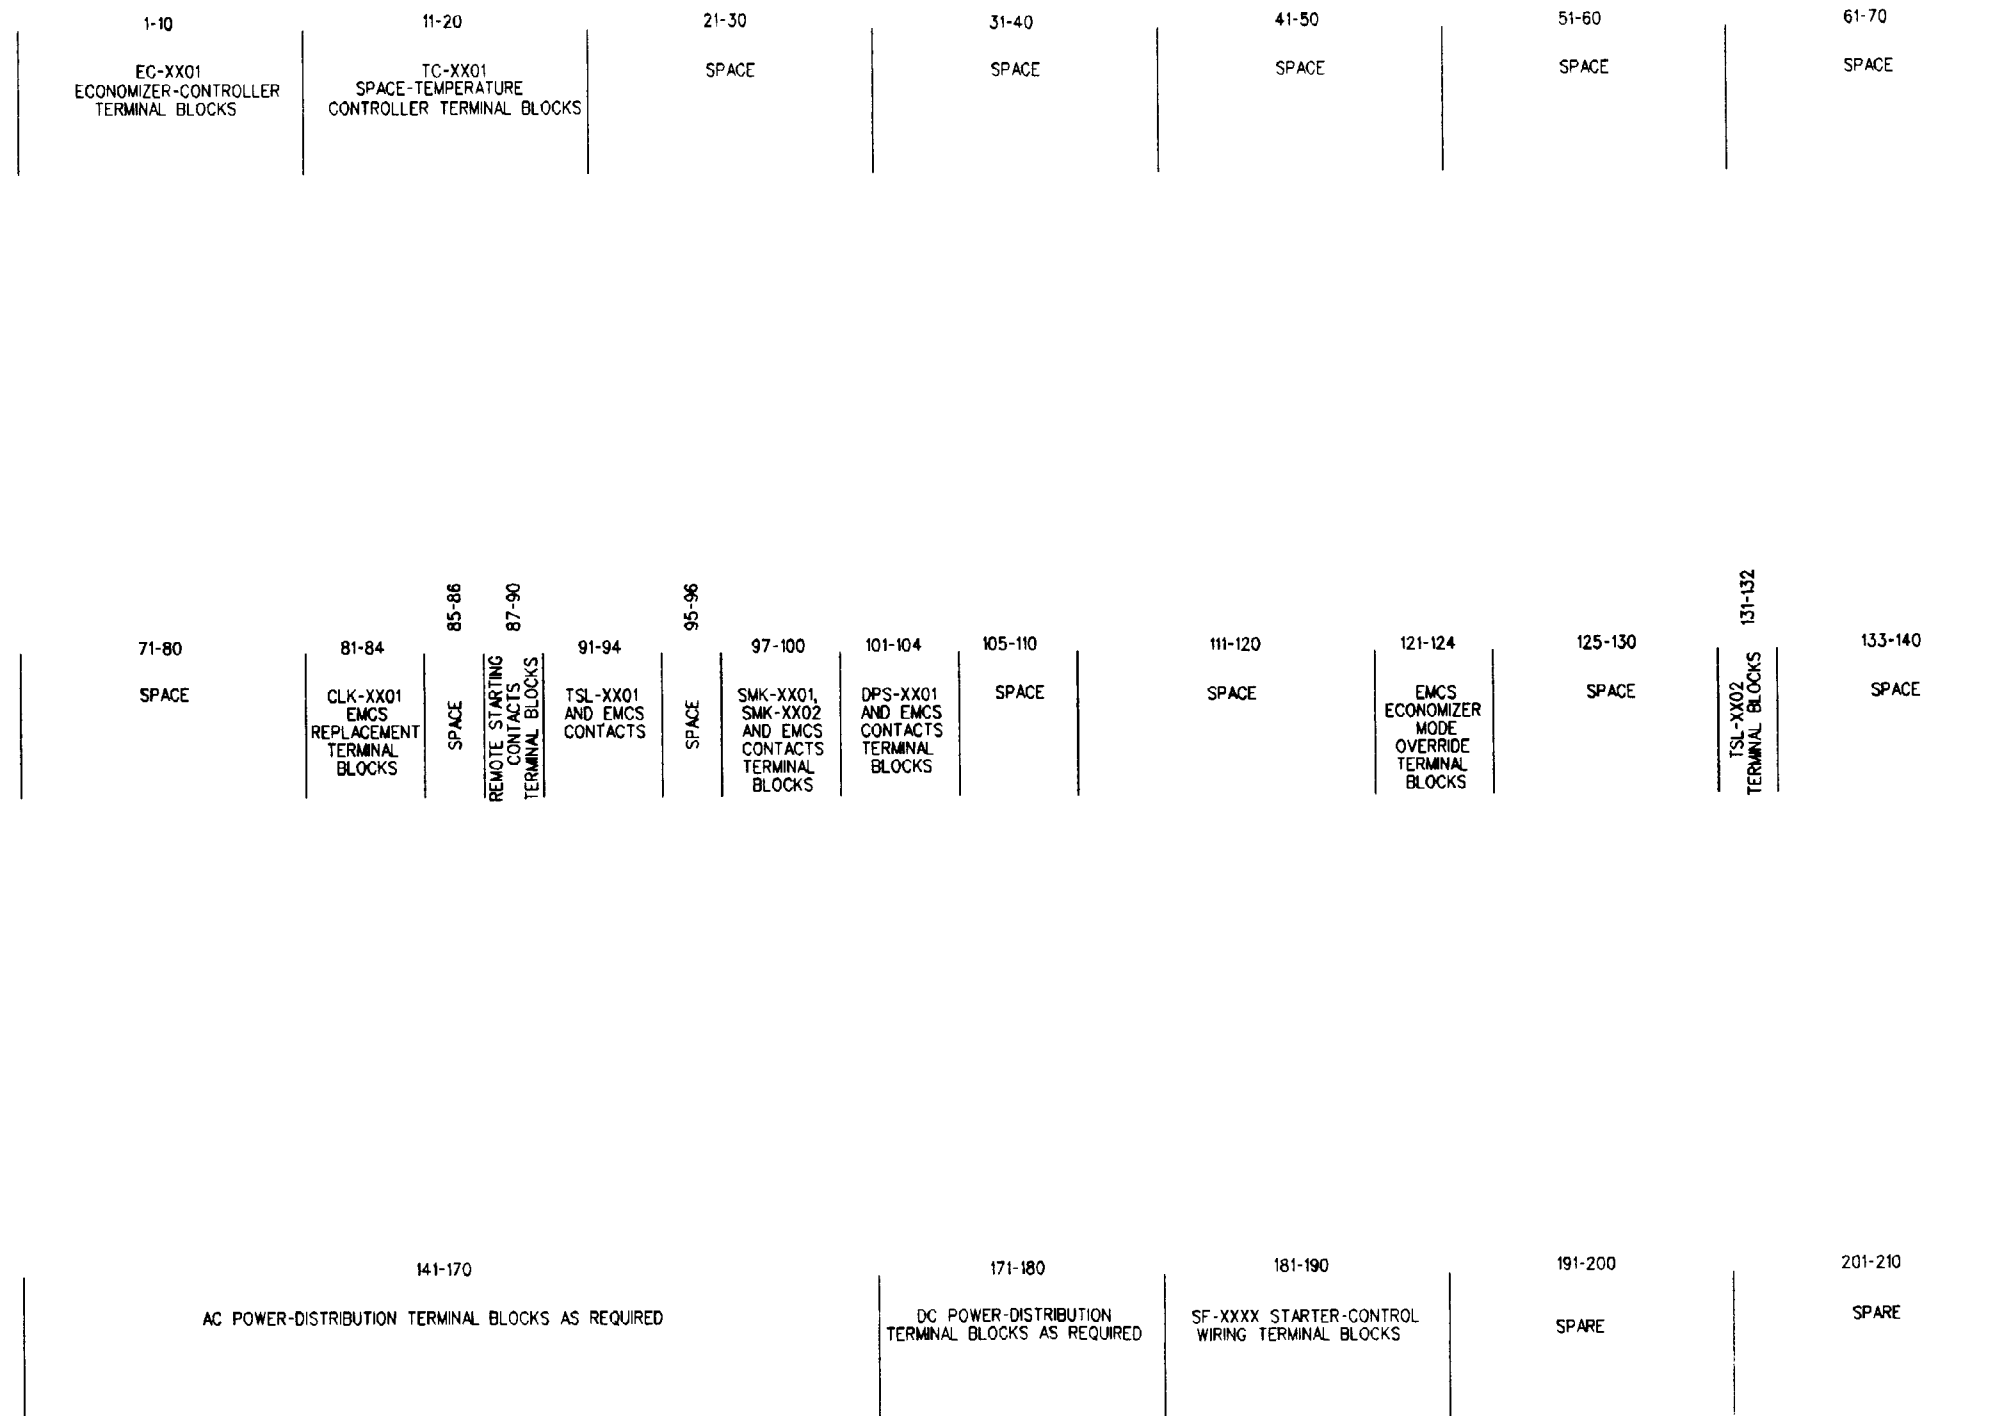 1-10
EC-XX01
ECONOMIZER-CONTROLLER
TERMINAL BLOCKS
11-20
TC-XX01
SPACE-TEMPERATURE
CONTROLLER TERMINAL BLOCKS
21-30
SPACE
31-40
SPACE
41-50
SPACE
51-60
SPACE
61-70
SPACE
71-80
SPACE
81-84
CLK-XX01
EMCS
REPLACEMENT
TERMINAL
BLOCKS
85-86
SPACE
87-90
REMOTE STARTING
CONTACTS
TERMINAL BLOCKS
91-94
TSL-XX01
AND EMCS
CONTACTS
95-96
SPACE
97-100
SMK-XX01,
SMK-XX02
AND EMCS
CONTACTS
TERMINAL
BLOCKS
101-104
DPS-XX01
AND EMCS
CONTACTS
TERMINAL
BLOCKS
105-110
SPACE
111-120
SPACE
121-124
EMCS
ECONOMIZER
MODE
OVERRIDE
TERMINAL
BLOCKS
125-130
SPACE
131-132
TSL-XX02
TERMINAL BLOCKS
133-140
SPACE
141-170
AC POWER-DISTRIBUTION TERMINAL BLOCKS AS REQUIRED
171-180
DC POWER-DISTRIBUTION
TERMINAL BLOCKS AS REQUIRED
181-190
SF-XXXX STARTER-CONTROL
WIRING TERMINAL BLOCKS
191-200
SPARE
201-210
SPARE